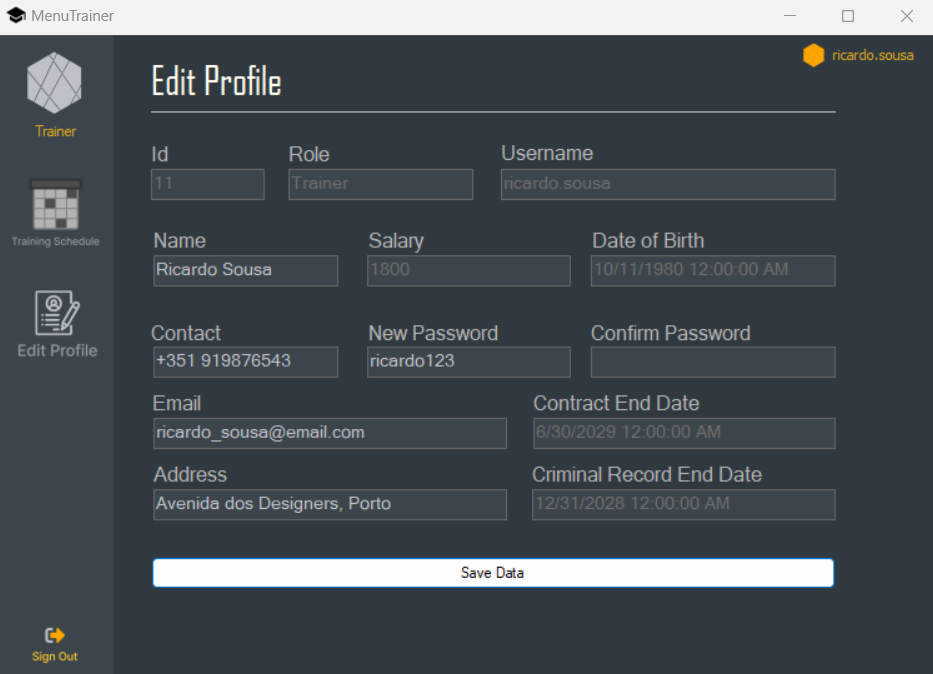 MenuTrainer
ricardo.sousa
Trainer
Training Schedule
Edit Profile
Sign Out
Edit Profile
Id
Role
Username
11
Trainer
ricardo.sousa
Name
Salary
Date of Birth
Ricardo Sousa
1800
10/11/1980 12:00:00 AM
Contact
New Password
Confirm Password
+351 919876543
ricardo123
Email
Contract End Date
ricardo_sousa@email.com
6/30/2029 12:00:00 AM
Address
Criminal Record End Date
Avenida dos Designers, Porto
12/31/2028 12:00:00 AM
Save Data